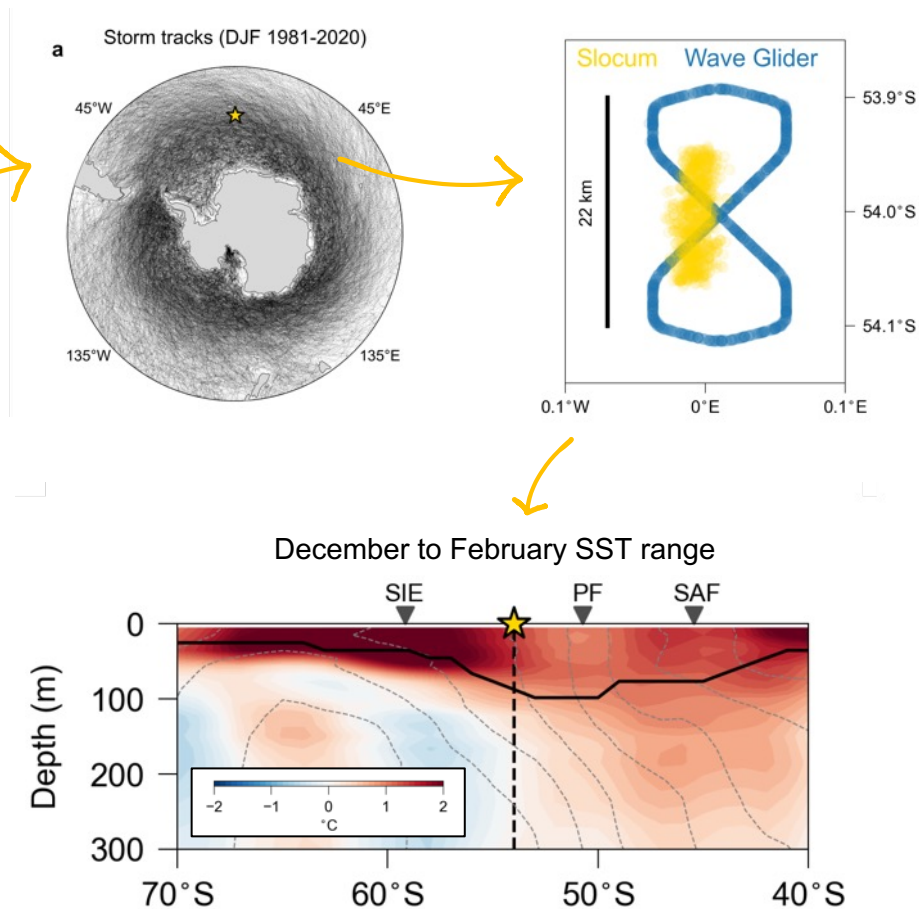 a
Storm tracks (DJF 1981-2020)
45°W
45°E
135°W
135°E
Slocum
Wave Glider
22 km
53.9°S
54.0°S
54.1°S
0.1°W
0°E
0.1°E
December to February SST range
SIE
PF
SAF
0
100
200
300
Depth (m)
−2
−1
0
1
2
°C
70°S
60°S
50°S
40°S